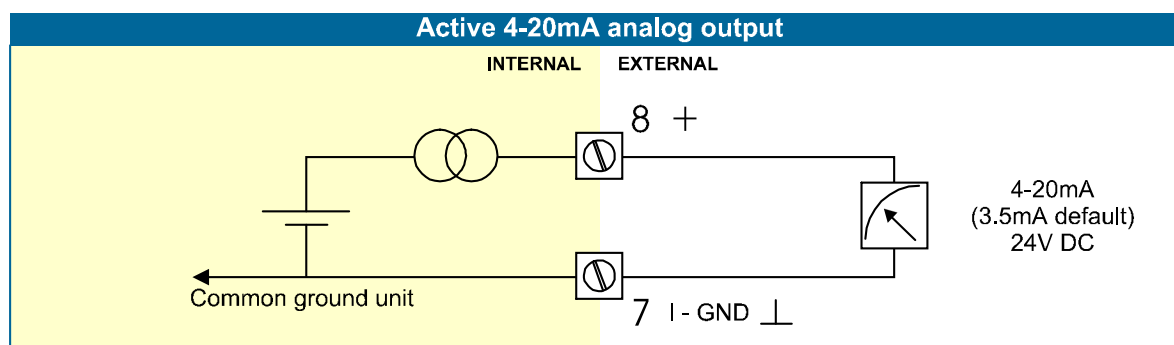 Active 4-20mA analog output
INTERNAL EXTERNAL
8 +
4-20mA
(3.5mA default)
24V DC
Common ground unit
7 I - GND ⊥